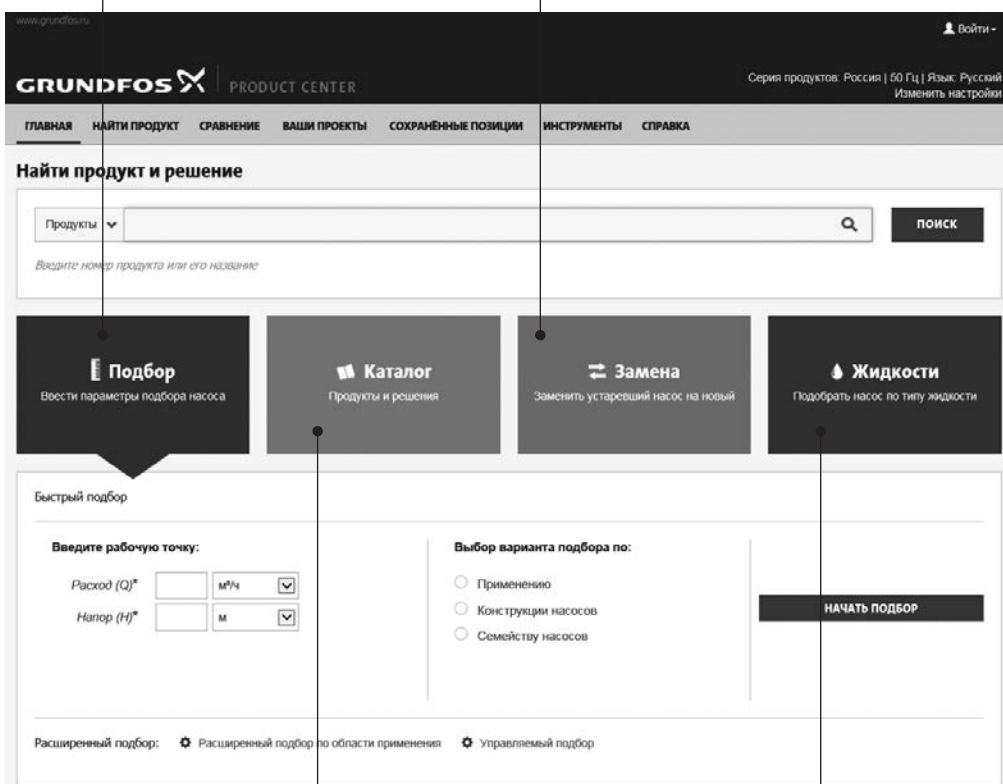 www.grundfos.ru
Войти
GRUNDFOS PRODUCT CENTER
Серия продуктов: Россия | 50 Гц | Язык: Русский
Изменить настройки
ГЛАВНАЯ НАЙТИ ПРОДУКТ СРАВНЕНИЕ ВАШИ ПРОЕКТЫ СОХРАНЁННЫЕ ПОЗИЦИИ ИНСТРУМЕНТЫ СПРАВКА
Найти продукт и решение
Продукты
ПОИСК
Введите номер продукта или его название
Подбор
Ввести параметры подбора насоса
Каталог
Продукты и решения
Замена
Заменить устаревший насос на новый
Жидкости
Подобрать насос по типу жидкости
Быстрый подбор
Введите рабочую точку:
Расход (Q)* м³/ч
Напор (H)* м
Выбор варианта подбора по:
Применению
Конструкции насосов
Семейству насосов
НАЧАТЬ ПОДБОР
Расширенный подбор: Расширенный подбор по области применения Управляемый подбор